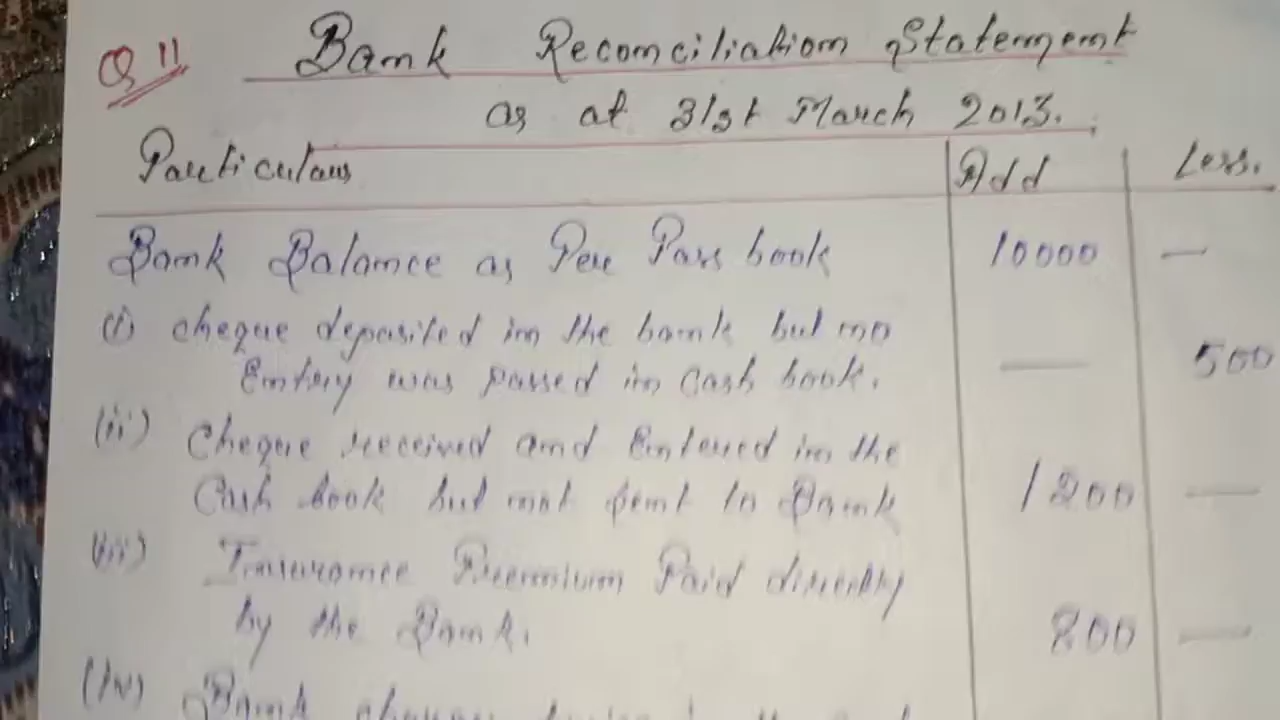 Q 11
Bank Reconciliation Statement
as at 31st March 2013.
Particulars Add Less.
Bank Balance as Per Pass book 10000 —
(i) cheque deposited in the bank but no
Entry was passed in Cash book. — 500
(ii) Cheque received and Entered in the
Cash book but not sent to Bank 1200 —
(iii) Insurance Premium Paid directly
by the Bank. 800 —
(iv) Bank